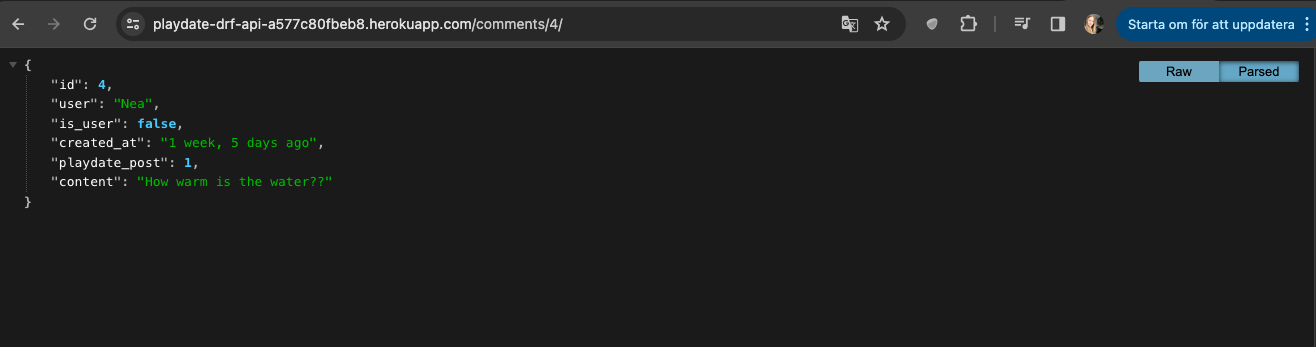 playdate-drf-api-a577c80fbeb8.herokuapp.com/comments/4/
Starta om för att uppdatera
Raw
Parsed
{
"id": 4,
"user": "Nea",
"is_user": false,
"created_at": "1 week, 5 days ago",
"playdate_post": 1,
"content": "How warm is the water??"
}